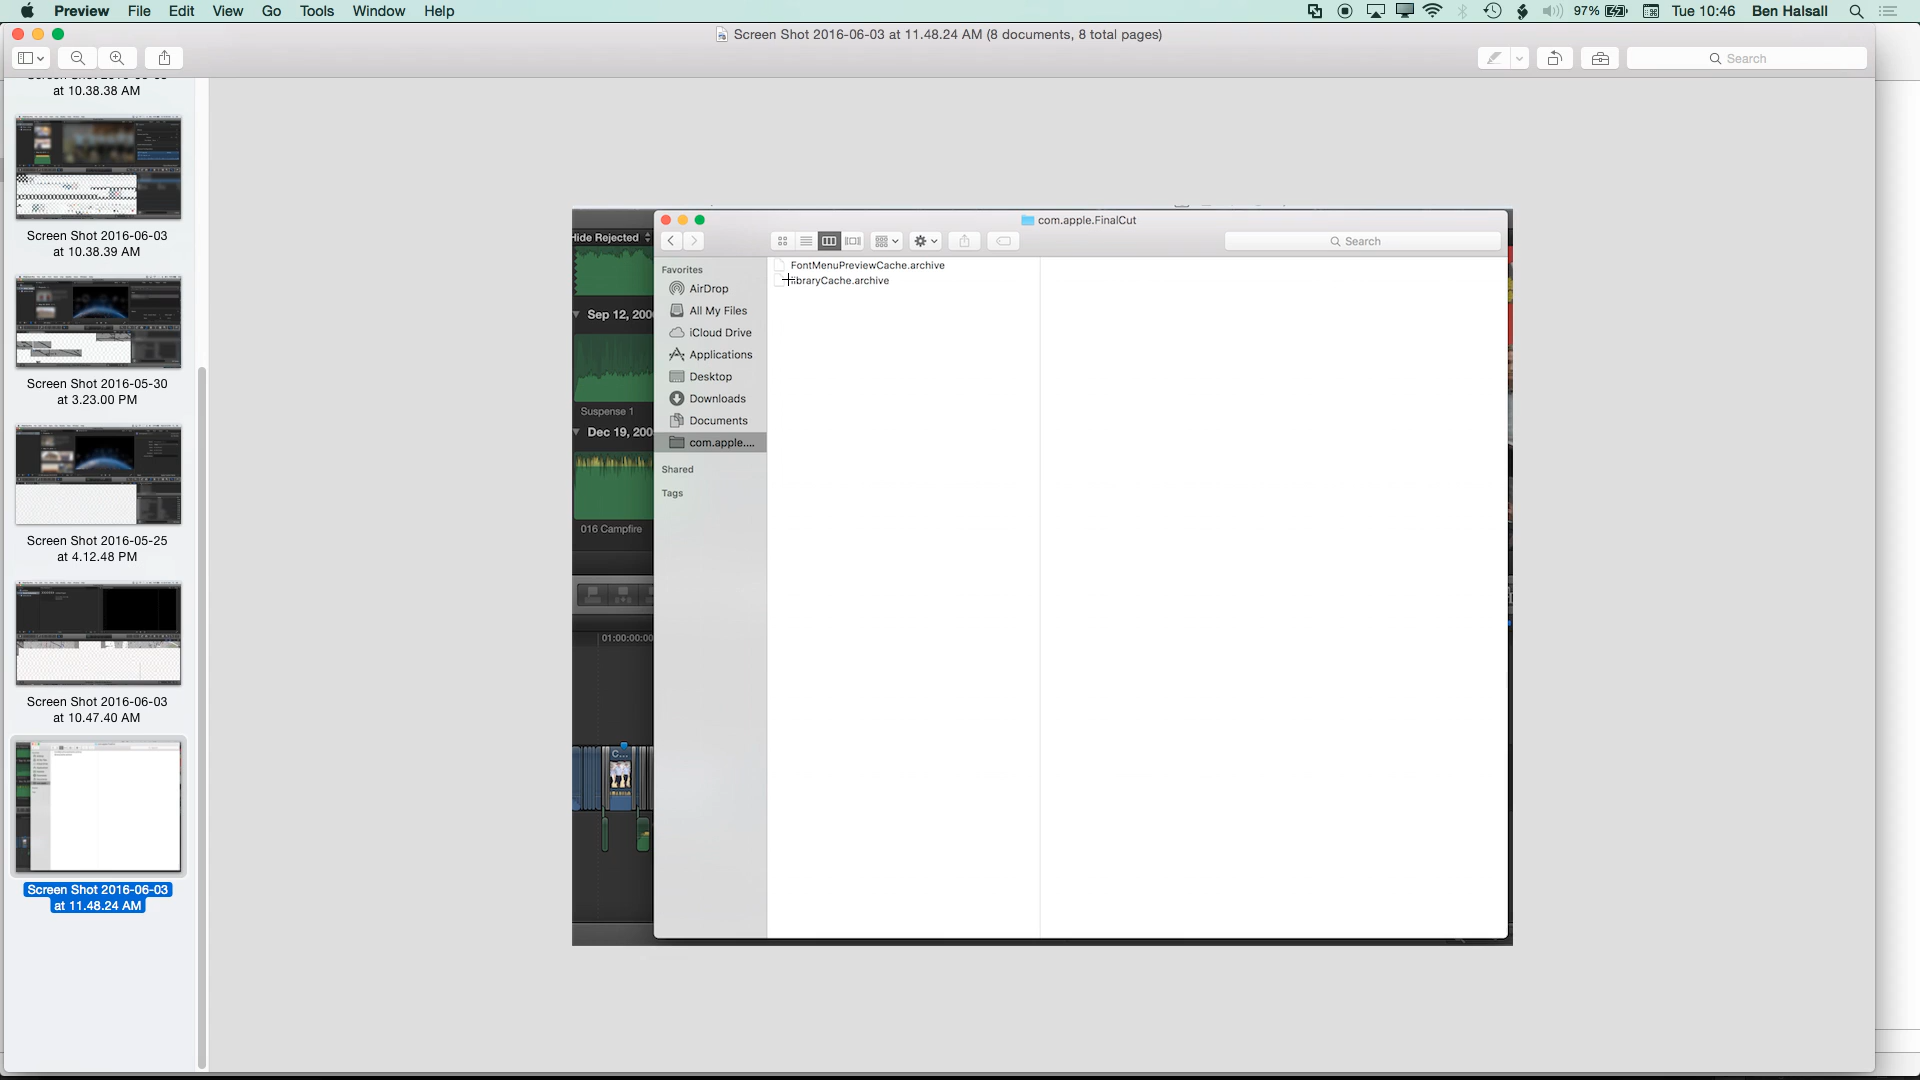 Preview File Edit View Go Tools Window Help
97% Tue 10:46 Ben Halsall
Screen Shot 2016-06-03 at 11.48.24 AM (8 documents, 8 total pages)
Search
at 10.38.38 AM
Screen Shot 2016-06-03
at 10.38.39 AM
Screen Shot 2016-05-30
at 3.23.00 PM
Screen Shot 2016-05-25
at 4.12.48 PM
Screen Shot 2016-06-03
at 10.47.40 AM
Screen Shot 2016-06-03
at 11.48.24 AM
com.apple.FinalCut
Hide Rejected
Search
Favorites
AirDrop
All My Files
iCloud Drive
Applications
Desktop
Downloads
Documents
com.apple....
Shared
Tags
FontMenuPreviewCache.archive
LibraryCache.archive
Sep 12, 200
Suspense 1
Dec 19, 200
016 Campfire
01:00:00:00
C...